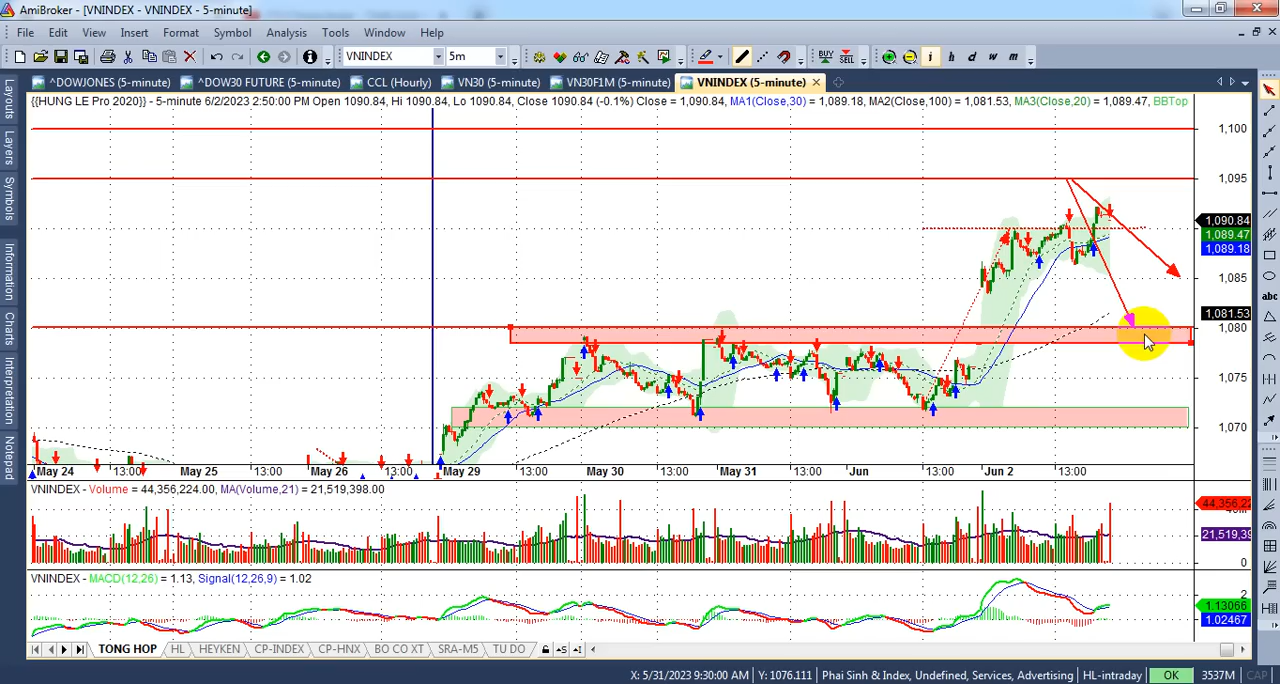 AmiBroker - [VNINDEX - VNINDEX - 5-minute]
File Edit View Insert Format Symbol Analysis Tools Window Help
VNINDEX 5m BUY SELL i h d w m
^DOWJONES (5-minute) ^DOW30 FUTURE (5-minute) CCL (Hourly) VN30 (5-minute) VN30F1M (5-minute) VNINDEX (5-minute)
{{HUNG LE Pro 2020}} - 5-minute 6/2/2023 2:50:00 PM Open 1090.84, Hi 1090.84, Lo 1090.84, Close 1090.84 (-0.1%) Close = 1,090.84, MA1(Close,30) = 1,089.18, MA2(Close,100) = 1,081.53, MA3(Close,20) = 1,089.47, BBTop
Layouts
Layers
Symbols
Information
Charts
Interpretation
Notepad
abc
1,100
1,095
1,090.84
1,089.47
1,089.18
1,085
1,081.53
1,080
1,075
1,070
May 24 13:00 May 25 13:00 May 26 13:00 May 29 13:00 May 30 13:00 May 31 13:00 Jun 13:00 Jun 2 13:00
VNINDEX - Volume = 44,356,224.00, MA(Volume,21) = 21,519,398.00
44,356,22
21,519,39
VNINDEX - MACD(12,26) = 1.13, Signal(12,26,9) = 1.02
2
1.13066
1.02467
TONG HOP HL HEYKEN CP-INDEX CP-HNX BO CO XT SRA-M5 TU DO
X: 5/31/2023 9:30:00 AM Y: 1076.111 Phai Sinh & Index, Undefined, Services, Advertising HL-intraday OK 3537M CAP